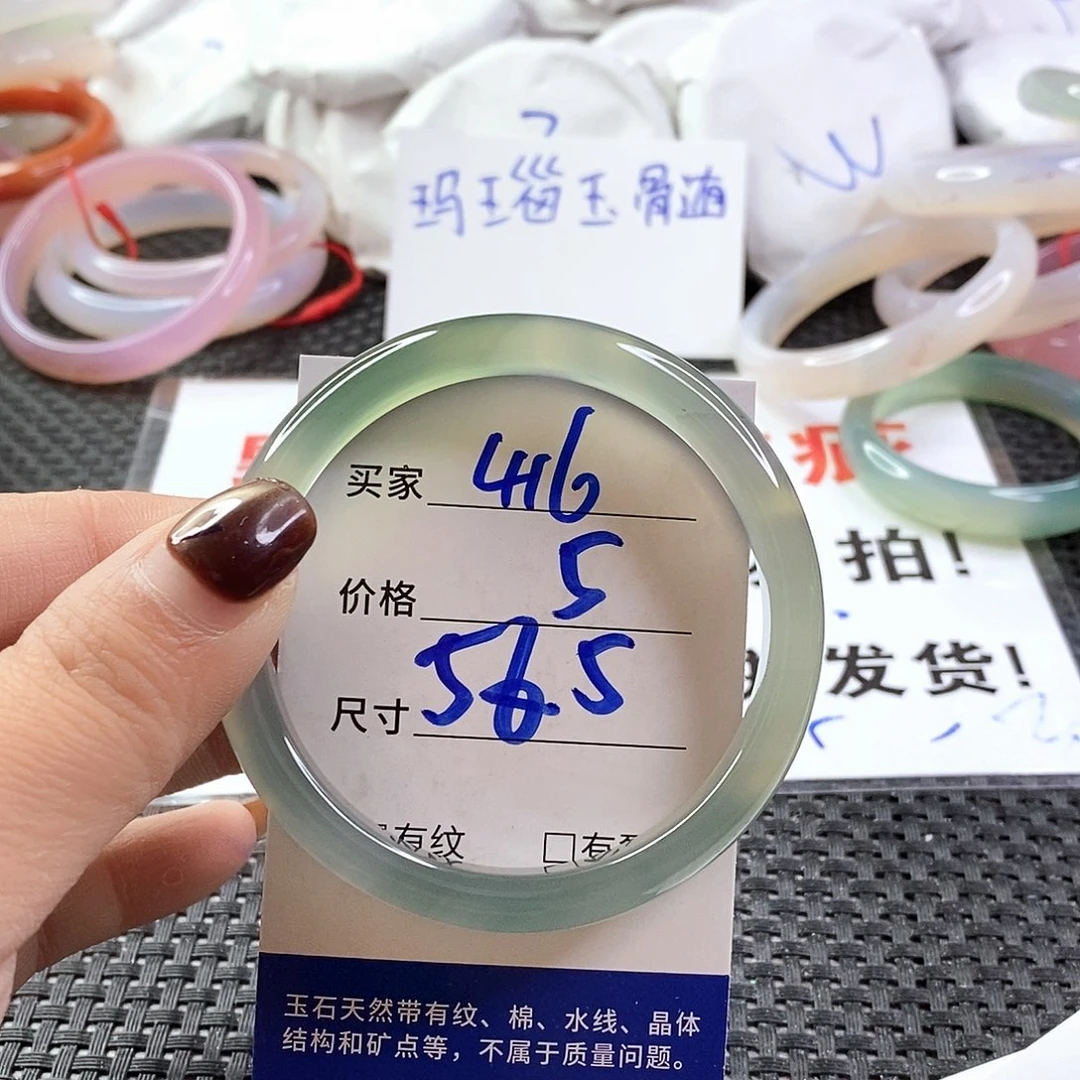 玛瑙玉骨髓
买家 416
价格 5
尺寸 56.5
有纹 □有
拍！
发货！
玉石天然带有纹、棉、水线、晶体
结构和矿点等，不属于质量问题。